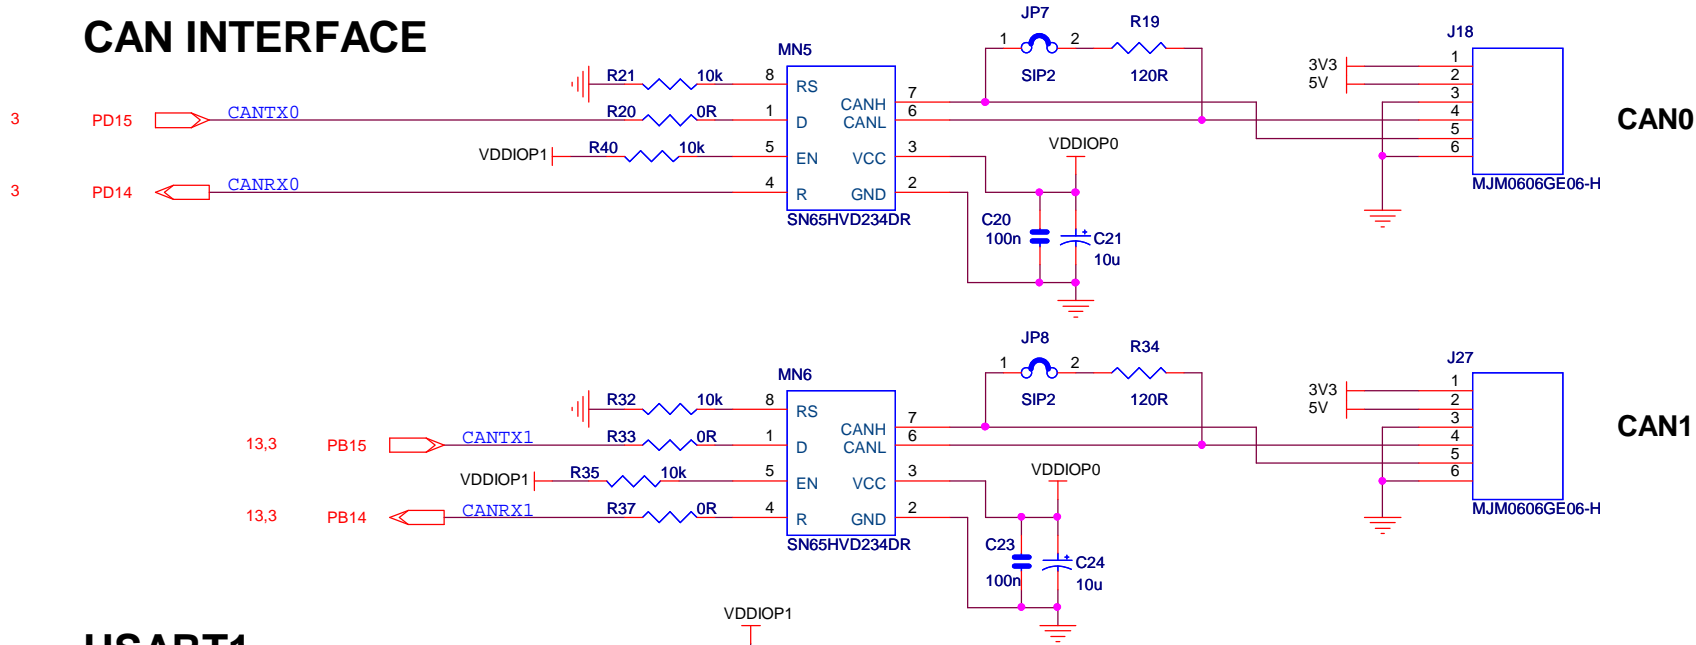 CAN INTERFACE
JP7
1 2
SIP2
R19
120R
J18
3V3
5V
1
2
3
4
5
6
MJM0606GE06-H
CAN0
MN5
R21 10k 8 RS
3 PD15 CANTX0 R20 0R 1 D
VDDIOP1 R40 10k 5 EN
3 PD14 CANRX0 4 R
CANH 7
CANL 6
VCC 3
GND 2
SN65HVD234DR
VDDIOP0
C20
100n
C21
10u
JP8
1 2
SIP2
R34
120R
J27
3V3
5V
1
2
3
4
5
6
MJM0606GE06-H
CAN1
MN6
R32 10k 8 RS
13,3 PB15 CANTX1 R33 0R 1 D
VDDIOP1 R35 10k 5 EN
13,3 PB14 CANRX1 R37 0R 4 R
CANH 7
CANL 6
VCC 3
GND 2
SN65HVD234DR
VDDIOP0
C23
100n
C24
10u
VDDIOP1
USART1